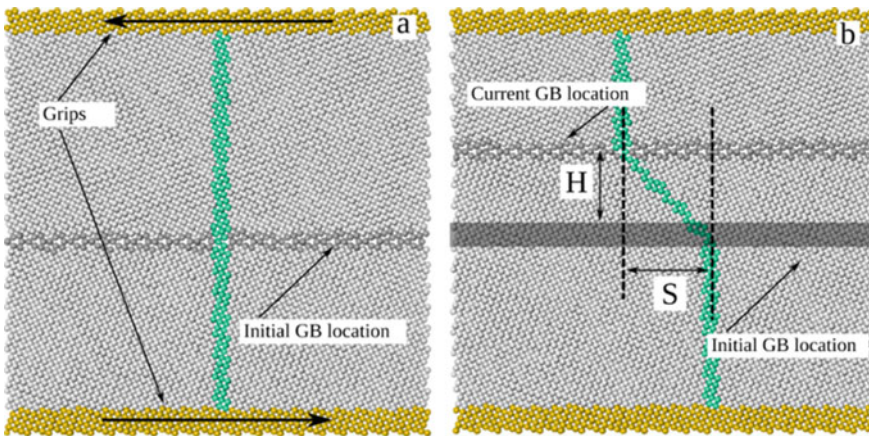 a
Grips
Initial GB location
b
Current GB location
H
S
Initial GB location